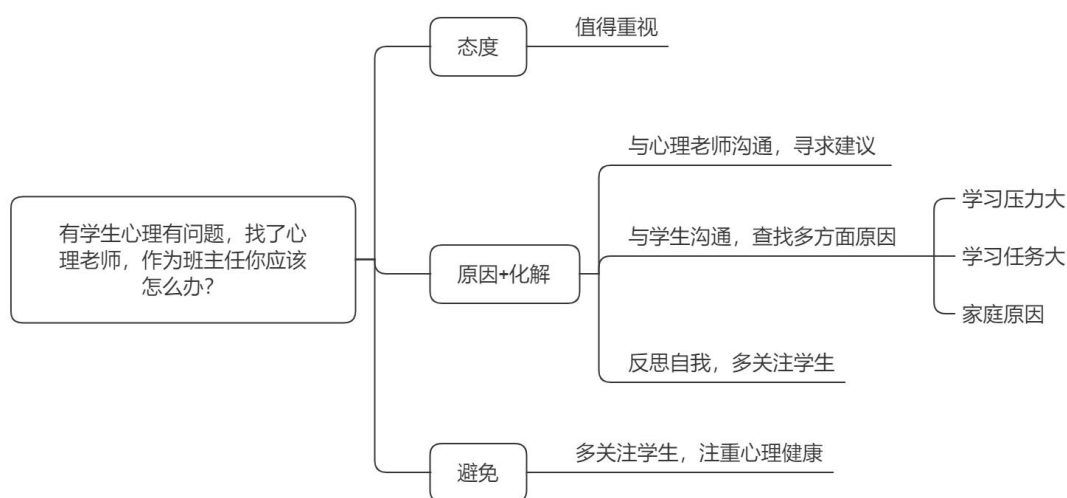 有学生心理有问题，找了心
理老师，作为班主任你应该
怎么办？
态度
值得重视
原因+化解
与心理老师沟通，寻求建议
与学生沟通，查找多方面原因
学习压力大
学习任务大
家庭原因
反思自我，多关注学生
避免
多关注学生，注重心理健康